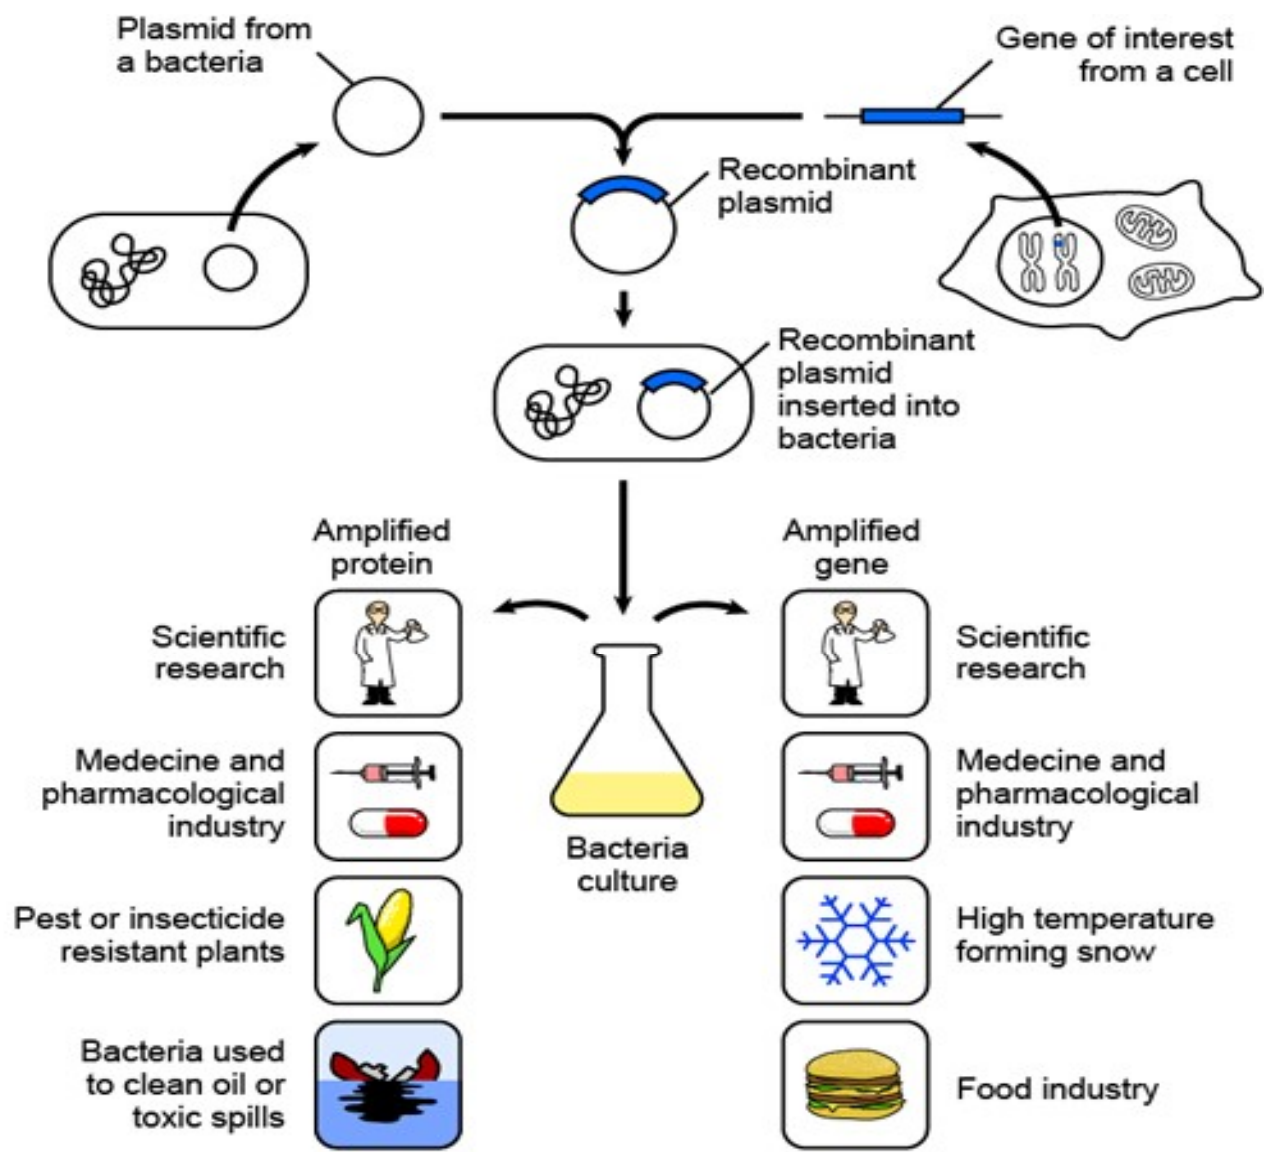 Plasmid from
a bacteria
Gene of interest
from a cell
Recombinant
plasmid
Recombinant
plasmid
inserted into
bacteria
Amplified
protein
Amplified
gene
Scientific
research
Scientific
research
Medecine and
pharmacological
industry
Medecine and
pharmacological
industry
Bacteria
culture
Pest or insecticide
resistant plants
High temperature
forming snow
Bacteria used
to clean oil or
toxic spills
Food industry